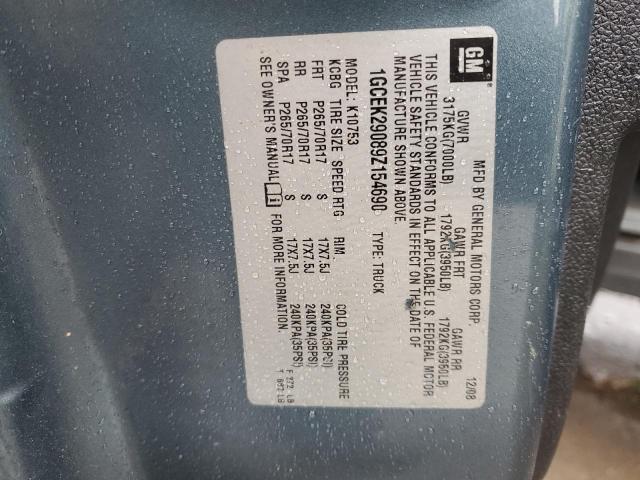 GM
MFD BY GENERAL MOTORS CORP. 12/08
GVWR GAWR FRT GAWR RR
3175KG(7000LB) 1792KG(3950LB) 1792KG(3950LB)
THIS VEHICLE CONFORMS TO ALL APPLICABLE U.S. FEDERAL MOTOR
VEHICLE SAFETY STANDARDS IN EFFECT ON THE DATE OF
MANUFACTURE SHOWN ABOVE.
1GCEK29089Z154690 TYPE: TRUCK
MODEL: K10753
KCBG TIRE SIZE SPEED RTG RIM COLD TIRE PRESSURE
FRT P265/70R17 S 17X7.5J 240KPA(35PSI)
RR P265/70R17 S 17X7.5J 240KPA(35PSI)
SPA P265/70R17 S 17X7.5J 240KPA(35PSI)
SEE OWNER'S MANUAL FOR MORE INFORMATION.